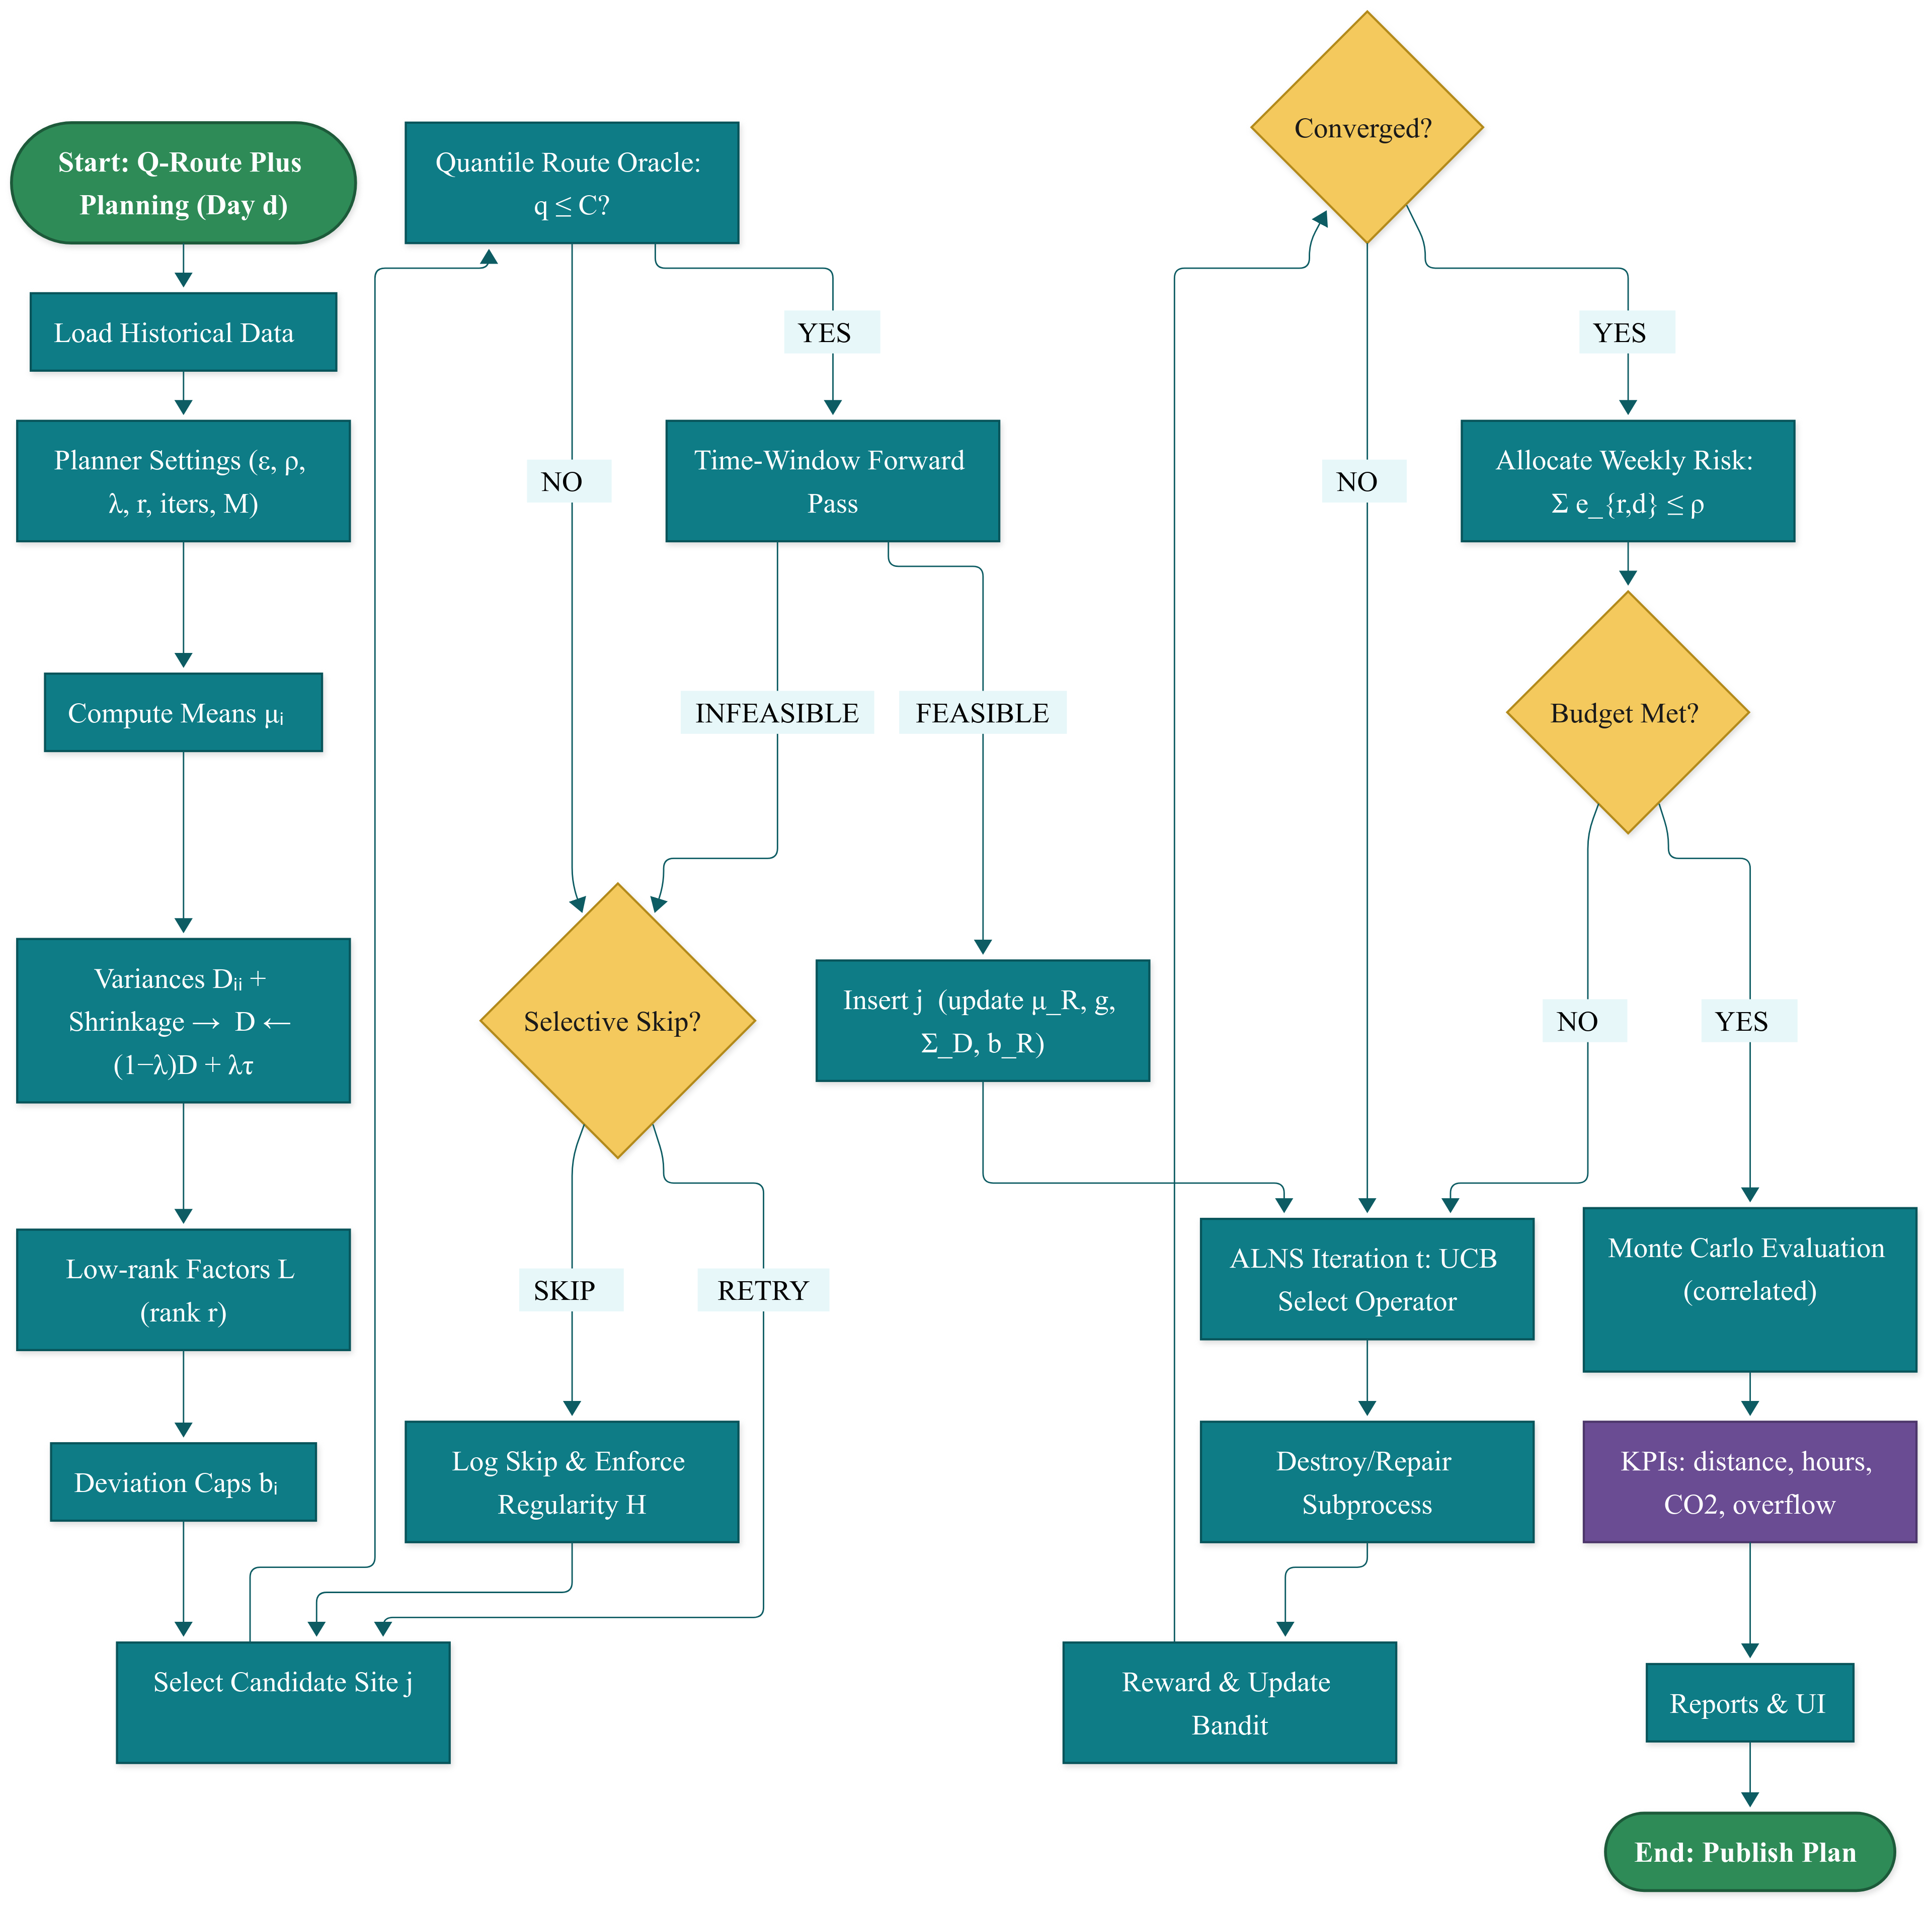 Start: Q-Route Plus
Planning (Day d)
Load Historical Data
Planner Settings (ε, ρ,
λ, r, iters, M)
Compute Means μᵢ
Variances Dᵢᵢ +
Shrinkage → D ←
(1−λ)D + λτ
Low-rank Factors L
(rank r)
Deviation Caps bᵢ
Select Candidate Site j
Quantile Route Oracle:
q ≤ C?
YES
NO
Time-Window Forward
Pass
INFEASIBLE
FEASIBLE
Selective Skip?
Insert j (update μ_R, g,
Σ_D, b_R)
SKIP
RETRY
Log Skip & Enforce
Regularity H
Converged?
YES
NO
Allocate Weekly Risk:
Σ e_{r,d} ≤ ρ
Budget Met?
NO
YES
ALNS Iteration t: UCB
Select Operator
Destroy/Repair
Subprocess
Reward & Update
Bandit
Monte Carlo Evaluation
(correlated)
KPIs: distance, hours,
CO2, overflow
Reports & UI
End: Publish Plan